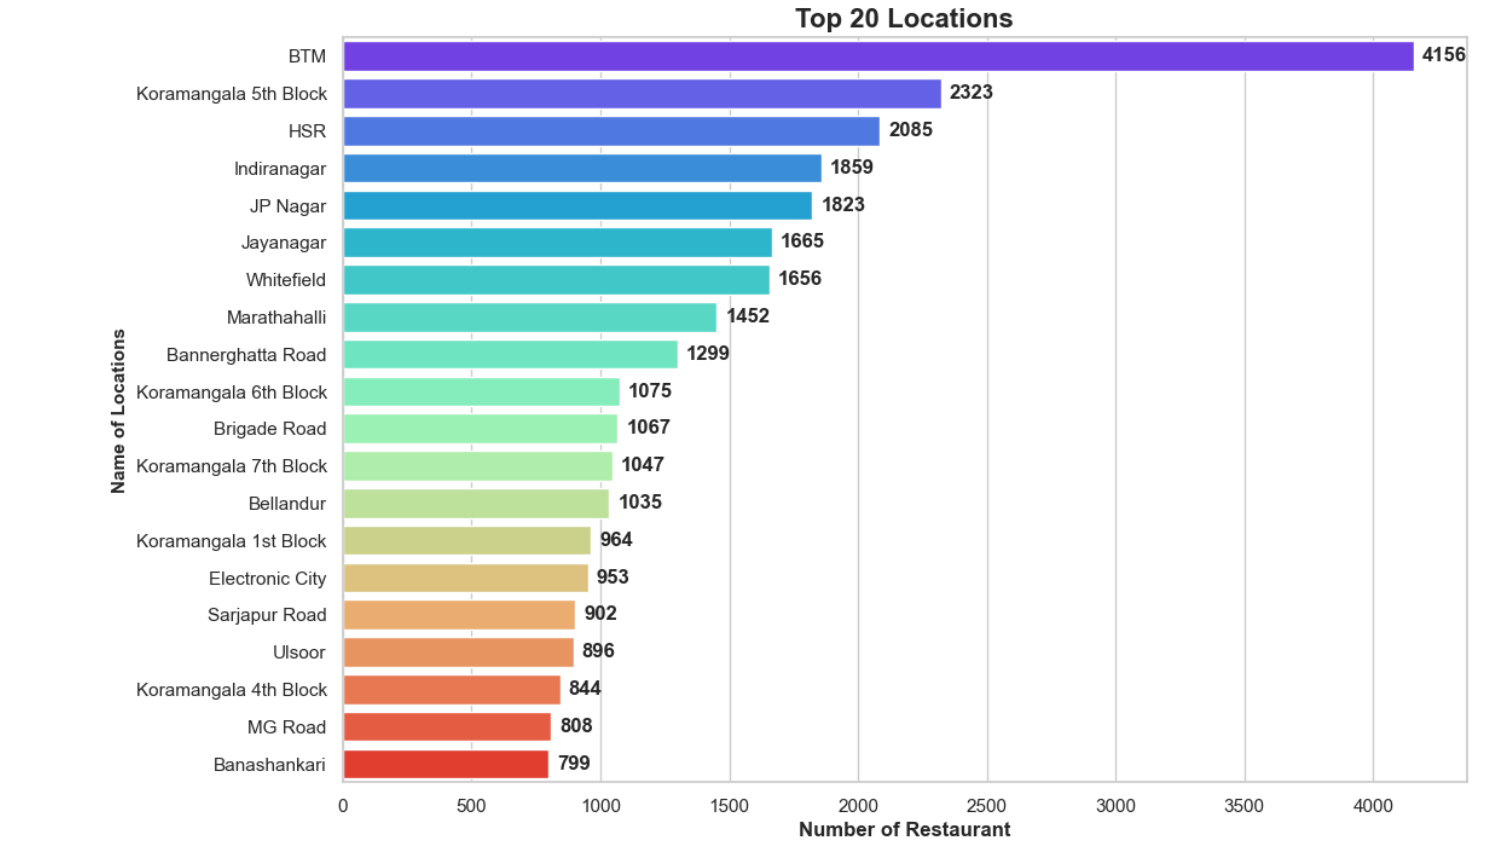 Top 20 Locations
BTM 4156
Koramangala 5th Block 2323
HSR 2085
Indiranagar 1859
JP Nagar 1823
Jayanagar 1665
Whitefield 1656
Marathahalli 1452
Bannerghatta Road 1299
Koramangala 6th Block 1075
Brigade Road 1067
Koramangala 7th Block 1047
Bellandur 1035
Koramangala 1st Block 964
Electronic City 953
Sarjapur Road 902
Ulsoor 896
Koramangala 4th Block 844
MG Road 808
Banashankari 799
Name of Locations
0 500 1000 1500 2000 2500 3000 3500 4000
Number of Restaurant